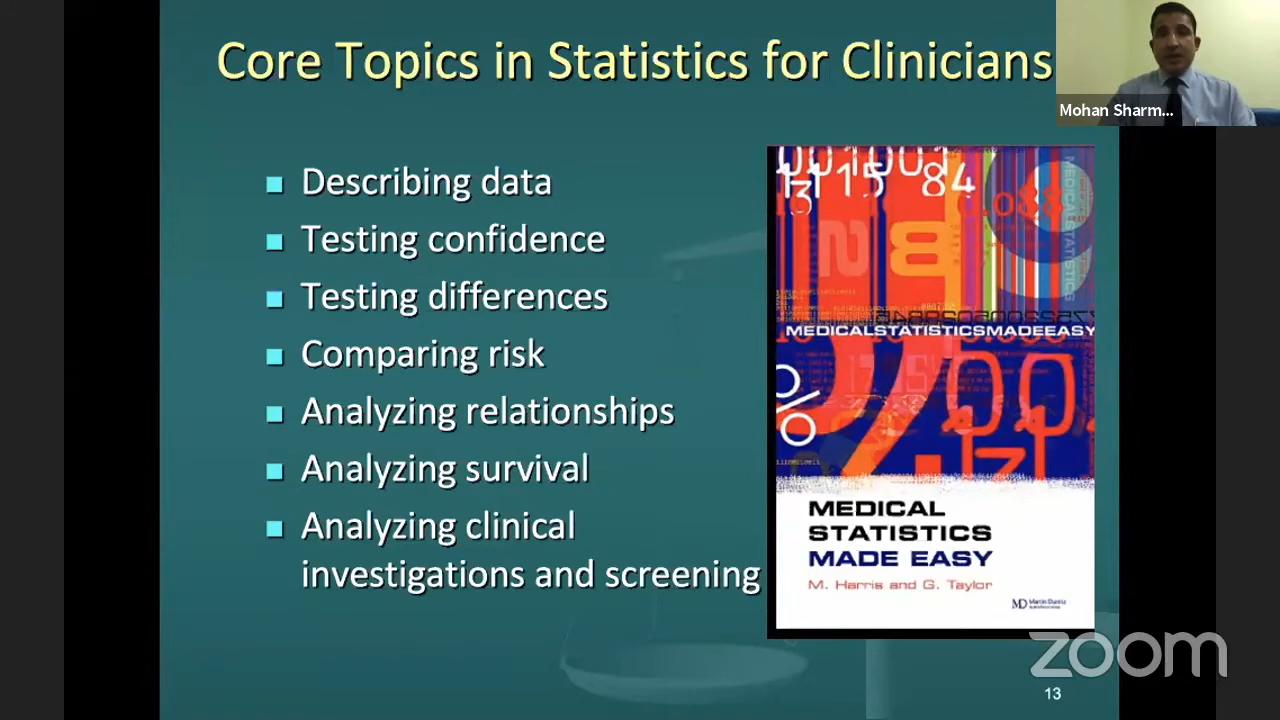 Core Topics in Statistics for Clinicians
Mohan Sharm...
Describing data
Testing confidence
Testing differences
Comparing risk
Analyzing relationships
Analyzing survival
Analyzing clinical
investigations and screening
MEDICALSTATISTICSMADEEASY
MEDICAL
STATISTICS
MADE EASY
M. Harris and G. Taylor
MD Martin Dunitz
zoom
13